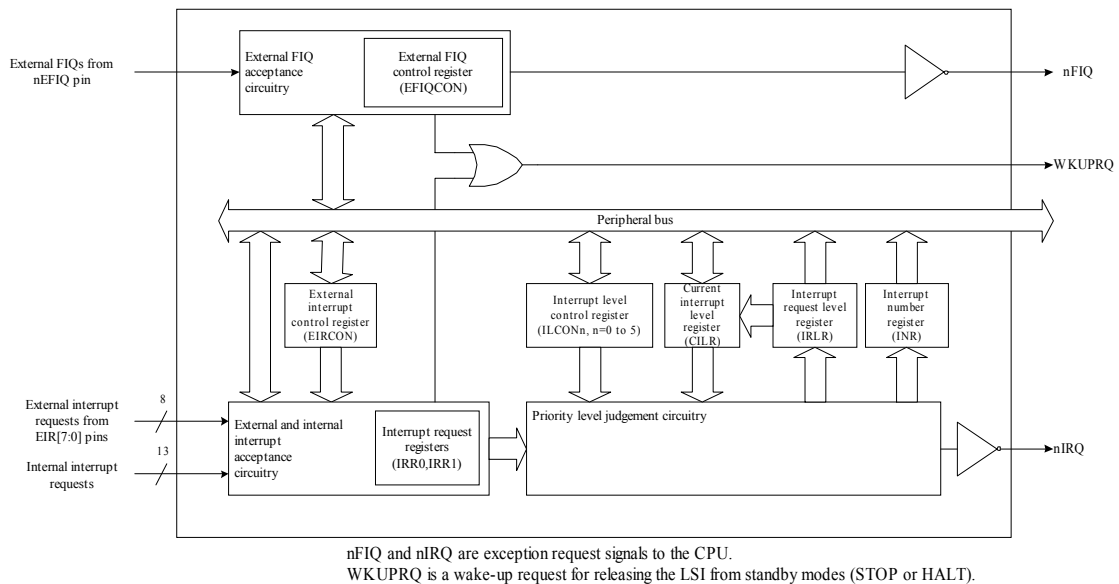 External FIQs from
nEFIQ pin
External FIQ
acceptance
circuitry
External FIQ
control register
(EFIQCON)
nFIQ
WKUPRQ
Peripheral bus
External
interrupt
control register
(EIRCON)
Interrupt level
control register
(ILCONn, n=0 to 5)
Current
interrupt
level
register
(CILR)
Interrupt
request level
register
(IRLR)
Interrupt
number
register
(INR)
External interrupt
requests from
EIR[7:0] pins
8
Internal interrupt
requests
13
External and internal
interrupt
acceptance
circuitry
Interrupt request
registers
(IRR0,IRR1)
Priority level judgement circuitry
nIRQ
nFIQ and nIRQ are exception request signals to the CPU.
WKUPRQ is a wake-up request for releasing the LSI from standby modes (STOP or HALT).